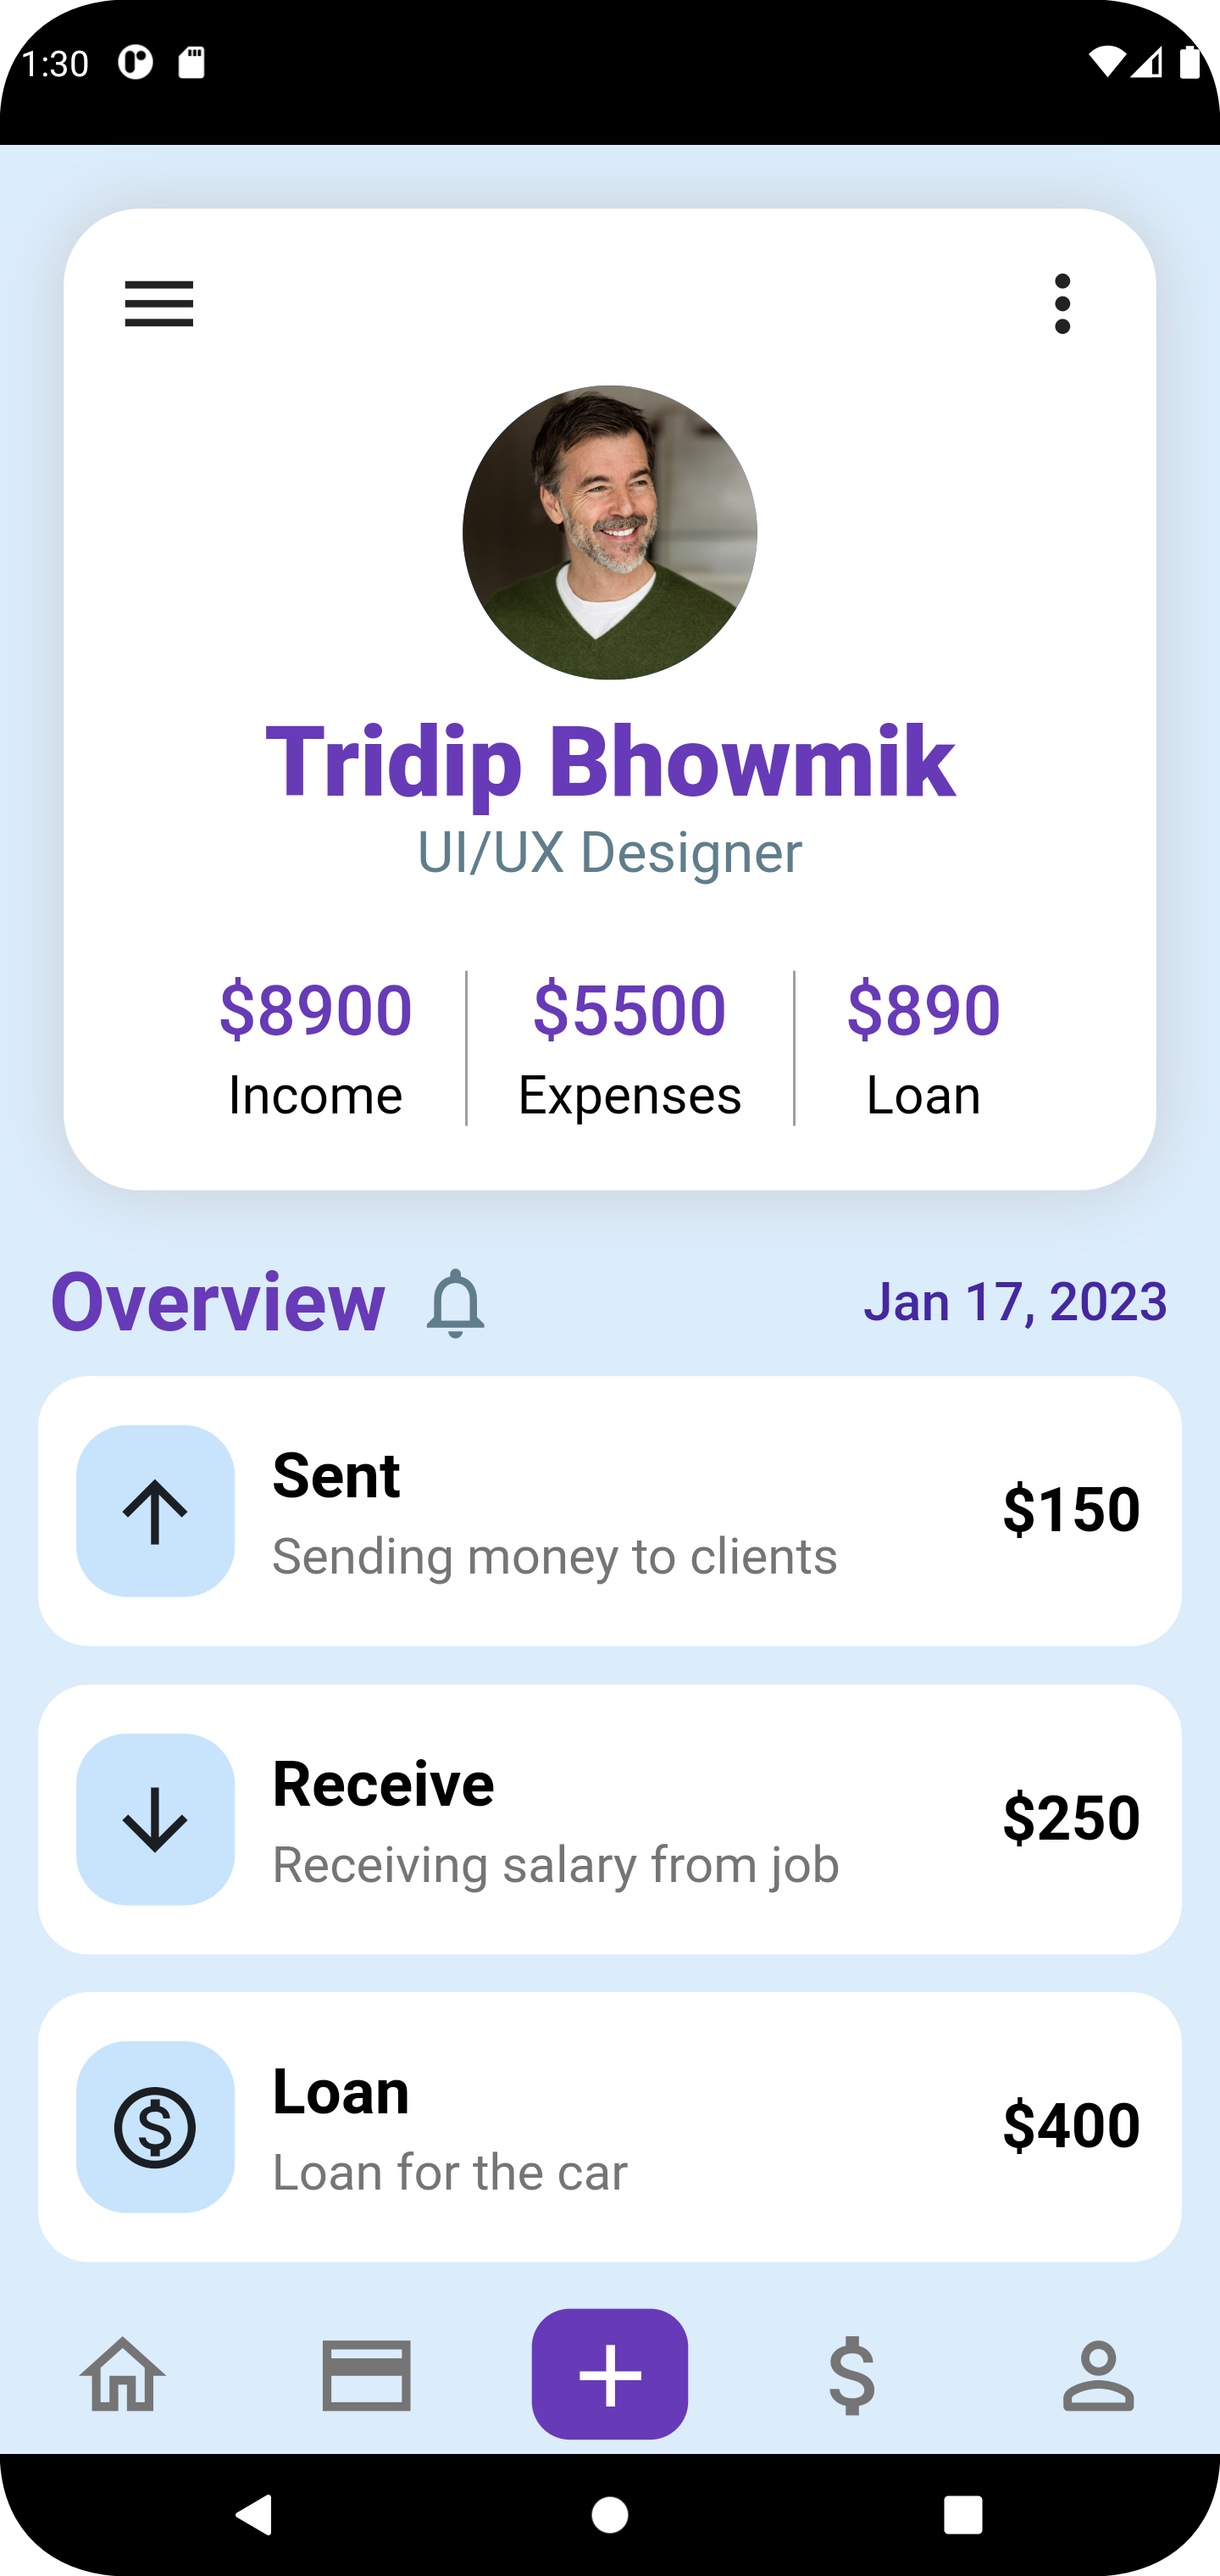 1:30
Tridip Bhowmik
UI/UX Designer
$8900 $5500 $890
Income Expenses Loan
Overview Jan 17, 2023
Sent
Sending money to clients
$150
Receive
Receiving salary from job
$250
Loan
Loan for the car
$400